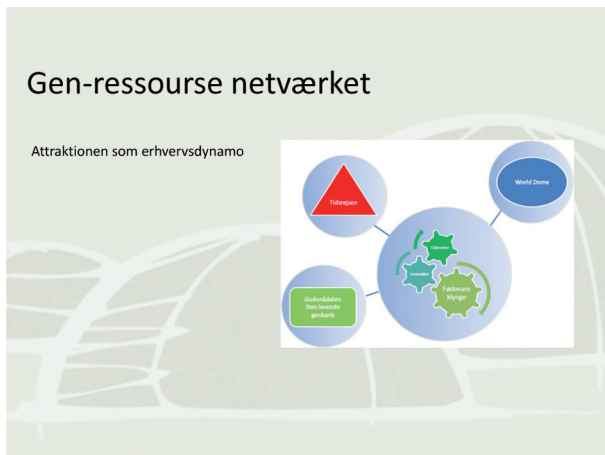 Gen-ressourse netværket
Attraktionen som erhvervsdynamo
Tidsrejsen
World Dome
Fødevare
klynge
Gudenådalen
Den levende
genbank